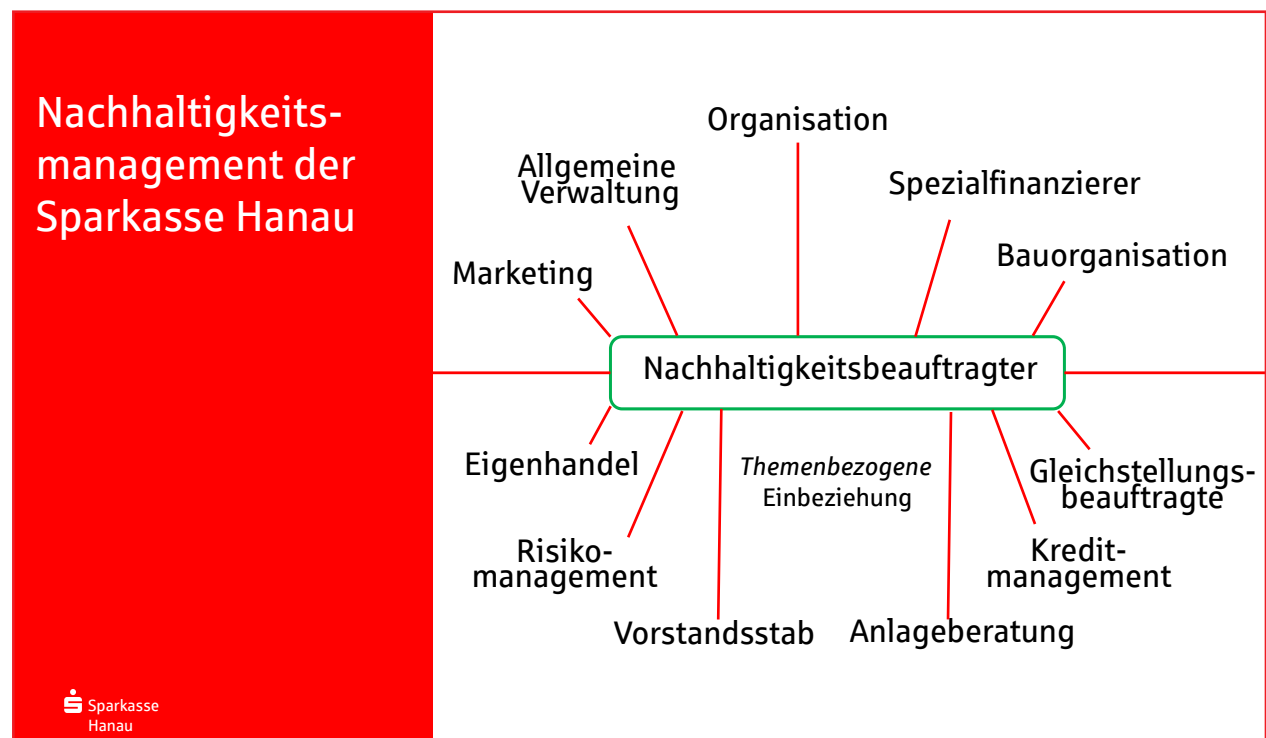 Nachhaltigkeits-
management der
Sparkasse Hanau
Organisation
Allgemeine
Verwaltung
Spezialfinanzierer
Bauorganisation
Marketing
Nachhaltigkeitsbeauftragter
Eigenhandel
Themenbezogene
Einbeziehung
Gleichstellungs-
beauftragte
Risiko-
management
Kredit-
management
Vorstandsstab
Anlageberatung
Sparkasse
Hanau